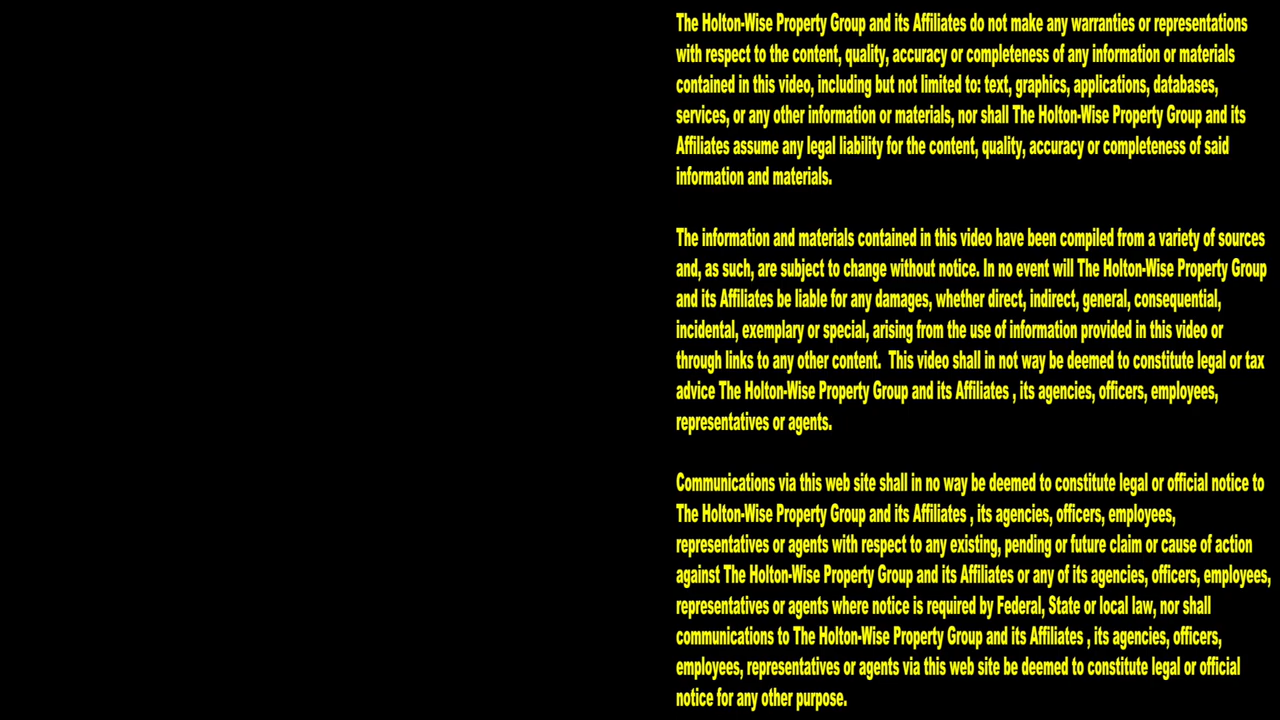 The Holton-Wise Property Group and its Affiliates do not make any warranties or representations
with respect to the content, quality, accuracy or completeness of any information or materials
contained in this video, including but not limited to: text, graphics, applications, databases,
services, or any other information or materials, nor shall The Holton-Wise Property Group and its
Affiliates assume any legal liability for the content, quality, accuracy or completeness of said
information and materials.
The information and materials contained in this video have been compiled from a variety of sources
and, as such, are subject to change without notice. In no event will The Holton-Wise Property Group
and its Affiliates be liable for any damages, whether direct, indirect, general, consequential,
incidental, exemplary or special, arising from the use of information provided in this video or
through links to any other content.  This video shall in not way be deemed to constitute legal or tax
advice The Holton-Wise Property Group and its Affiliates , its agencies, officers, employees,
representatives or agents.
Communications via this web site shall in no way be deemed to constitute legal or official notice to
The Holton-Wise Property Group and its Affiliates , its agencies, officers, employees,
representatives or agents with respect to any existing, pending or future claim or cause of action
against The Holton-Wise Property Group and its Affiliates or any of its agencies, officers, employees,
representatives or agents where notice is required by Federal, State or local law, nor shall
communications to The Holton-Wise Property Group and its Affiliates , its agencies, officers,
employees, representatives or agents via this web site be deemed to constitute legal or official
notice for any other purpose.